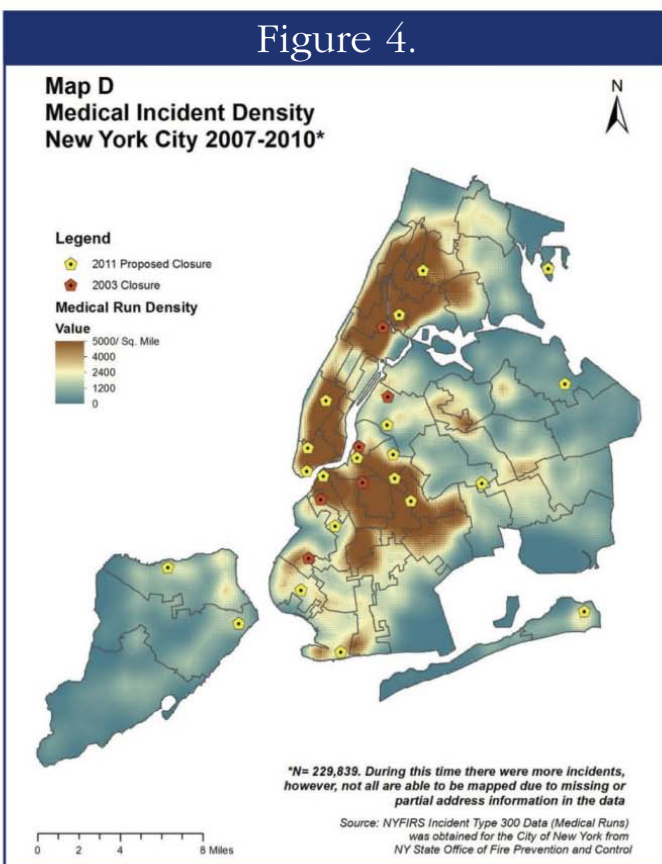 Figure 4.
Map D
Medical Incident Density
New York City 2007-2010*
N
Legend
2011 Proposed Closure
2003 Closure
Medical Run Density
Value
5000/ Sq. Mile
4000
2400
1200
0
*N= 229,839. During this time there were more incidents,
however, not all are able to be mapped due to missing or
partial address information in the data
Source: NYFIRS Incident Type 300 Data (Medical Runs)
was obtained for the City of New York from
NY State Office of Fire Prevention and Control
0 2 4 8 Miles